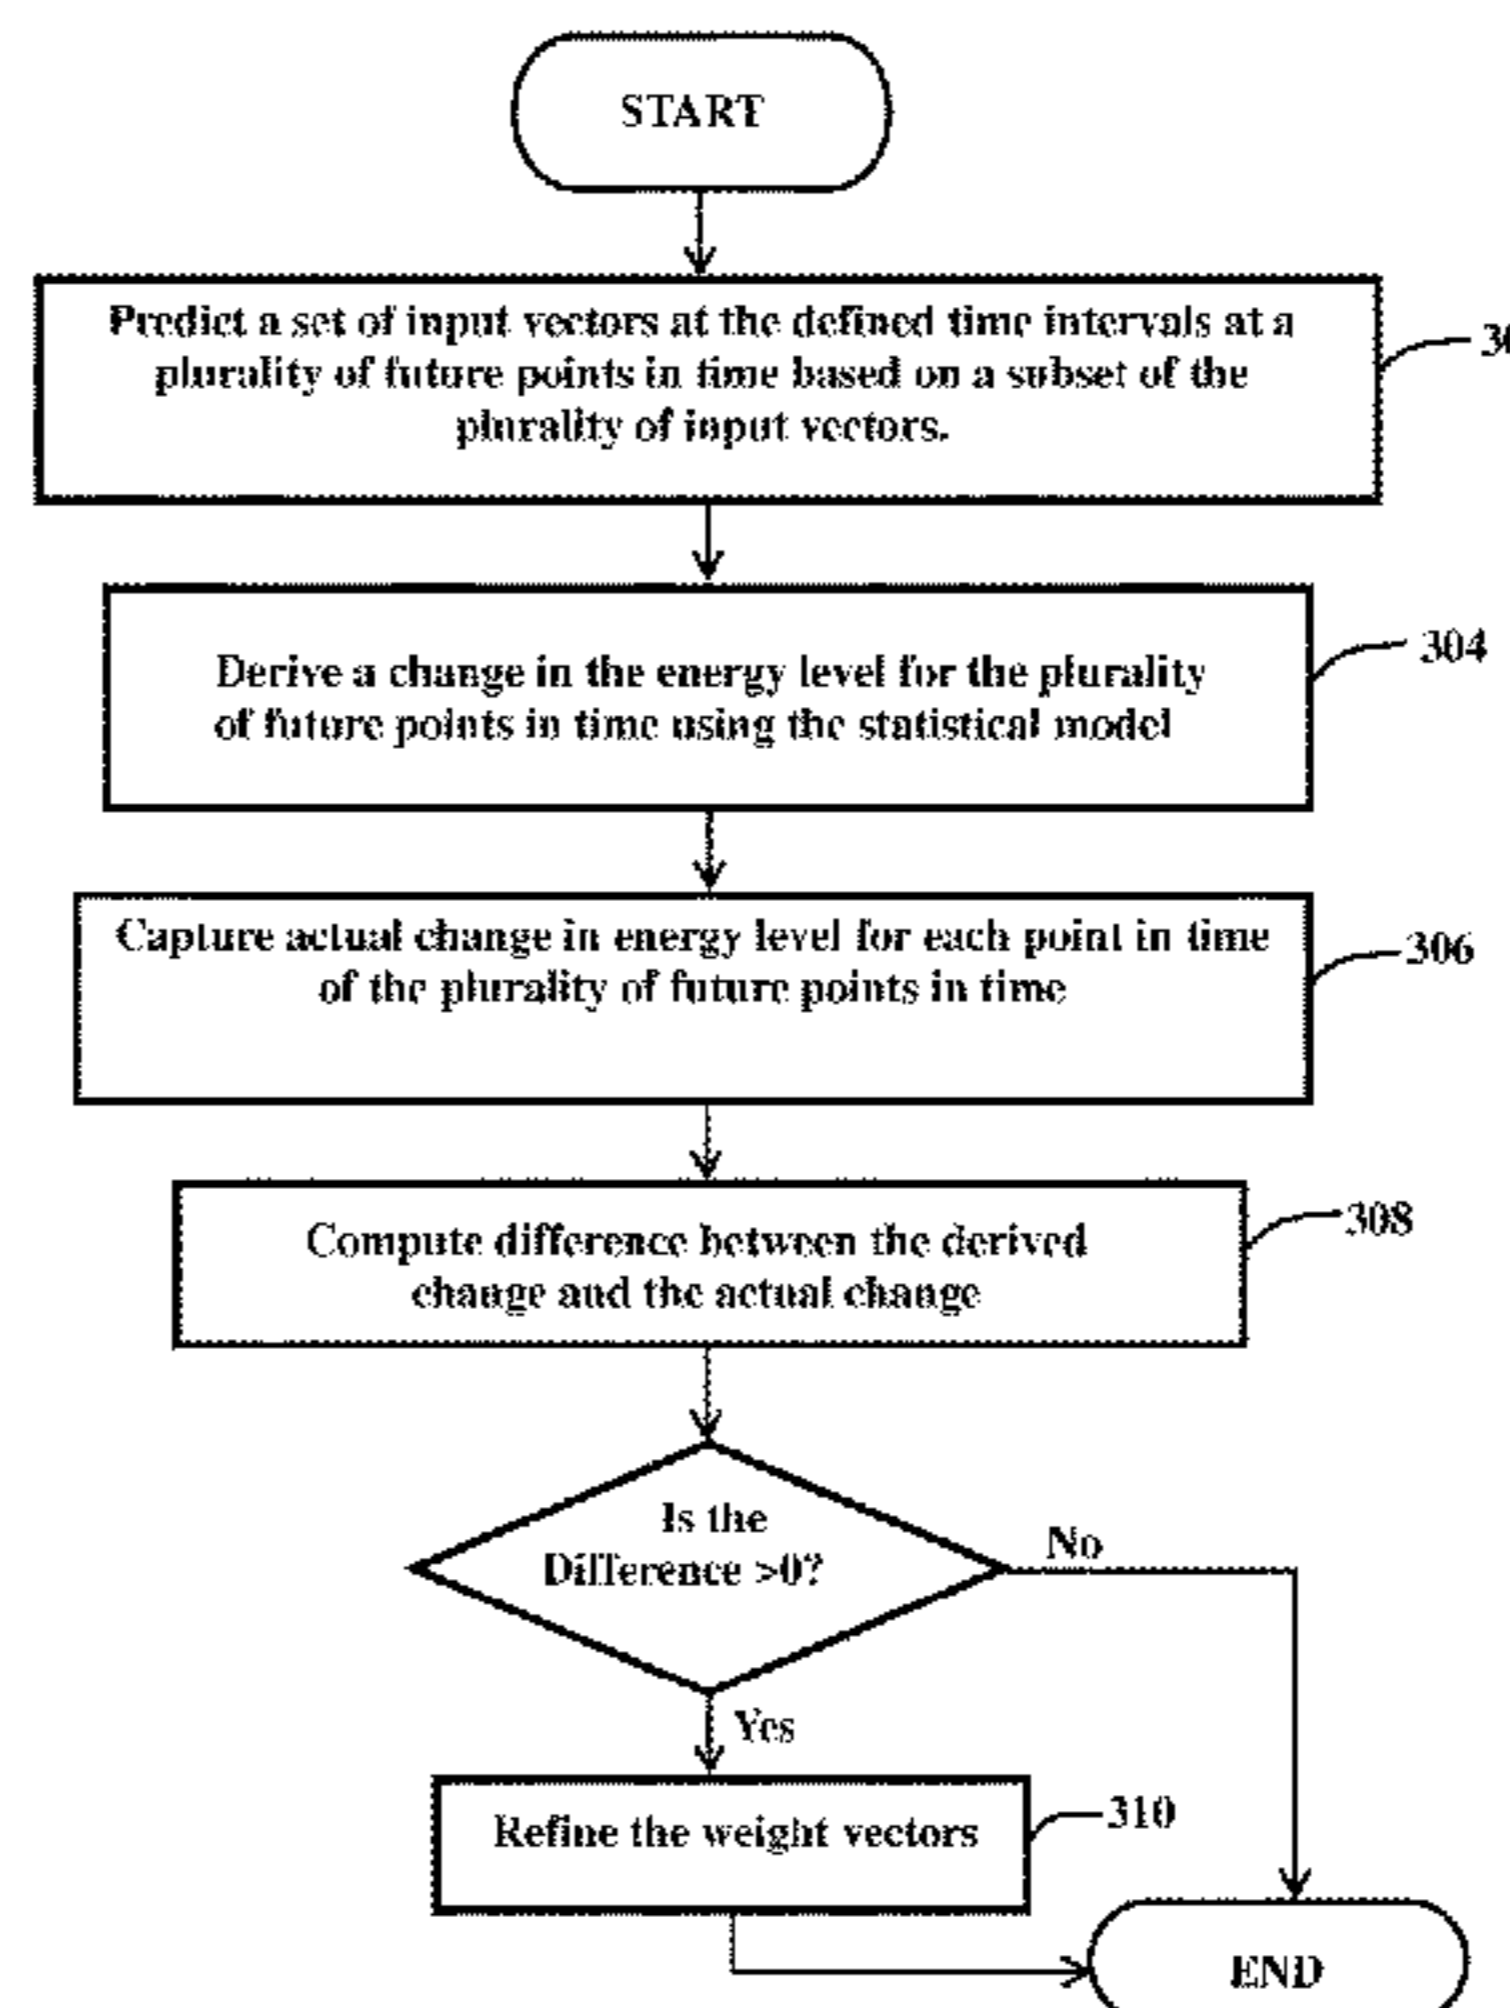 START
Predict a set of input vectors at the defined time intervals at a
plurality of future points in time based on a subset of the
plurality of input vectors.
30
Derive a change in the energy level for the plurality
of future points in time using the statistical model
304
Capture actual change in energy level for each point in time
of the plurality of future points in time
306
Compute difference between the derived
change and the actual change
308
Is the
Difference >0?
No
Yes
Refine the weight vectors
310
END